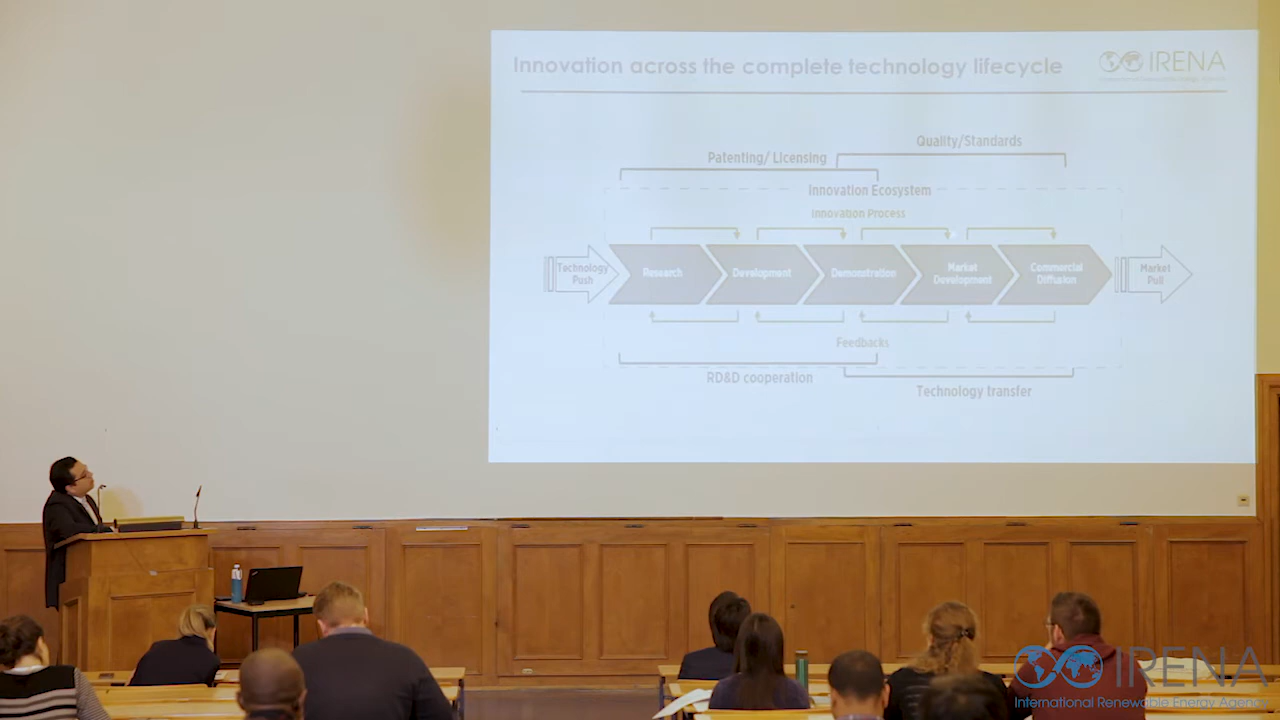 Innovation across the complete technology lifecycle
IRENA
Quality/Standards
Patenting/ Licensing
Innovation Ecosystem
Innovation Process
Technology
Push
Research
Development
Demonstration
Market
Development
Commercial
Diffusion
Market
Pull
Feedbacks
RD&D cooperation
Technology transfer
IRENA
International Renewable Energy Agency